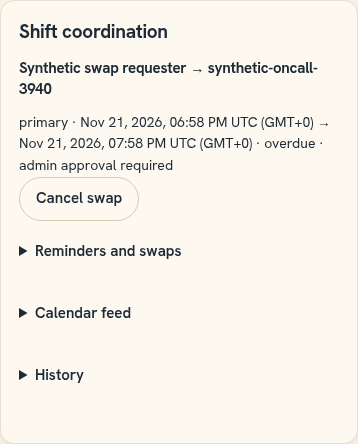 Shift coordination
Synthetic swap requester → synthetic-oncall-
3940
primary · Nov 21, 2026, 06:58 PM UTC (GMT+0) →
Nov 21, 2026, 07:58 PM UTC (GMT+0) · overdue ·
admin approval required
Cancel swap
Reminders and swaps
Calendar feed
History